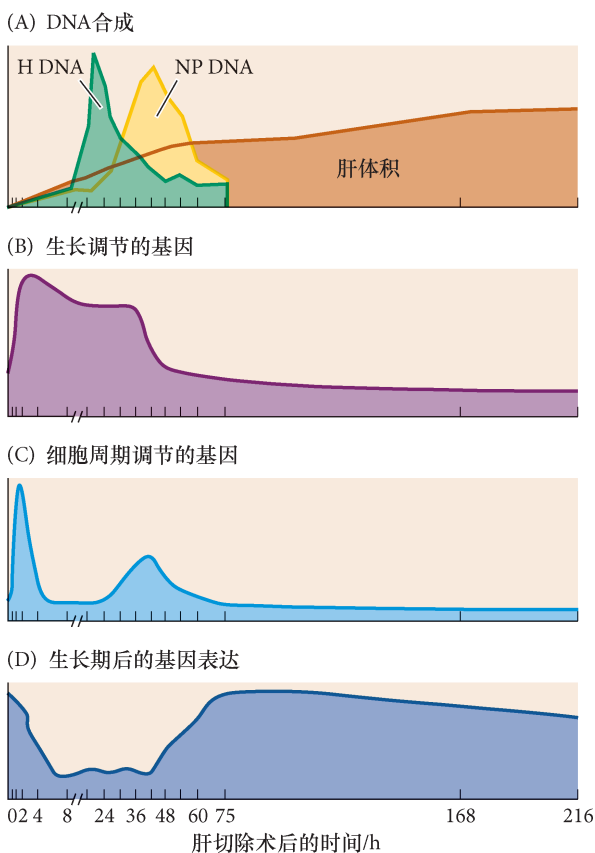 (A) DNA合成
H DNA
NP DNA
肝体积
(B) 生长调节的基因
(C) 细胞周期调节的基因
(D) 生长期后的基因表达
0 2 4 8 24 36 48 60 75 168 216
肝切除术后的时间/h